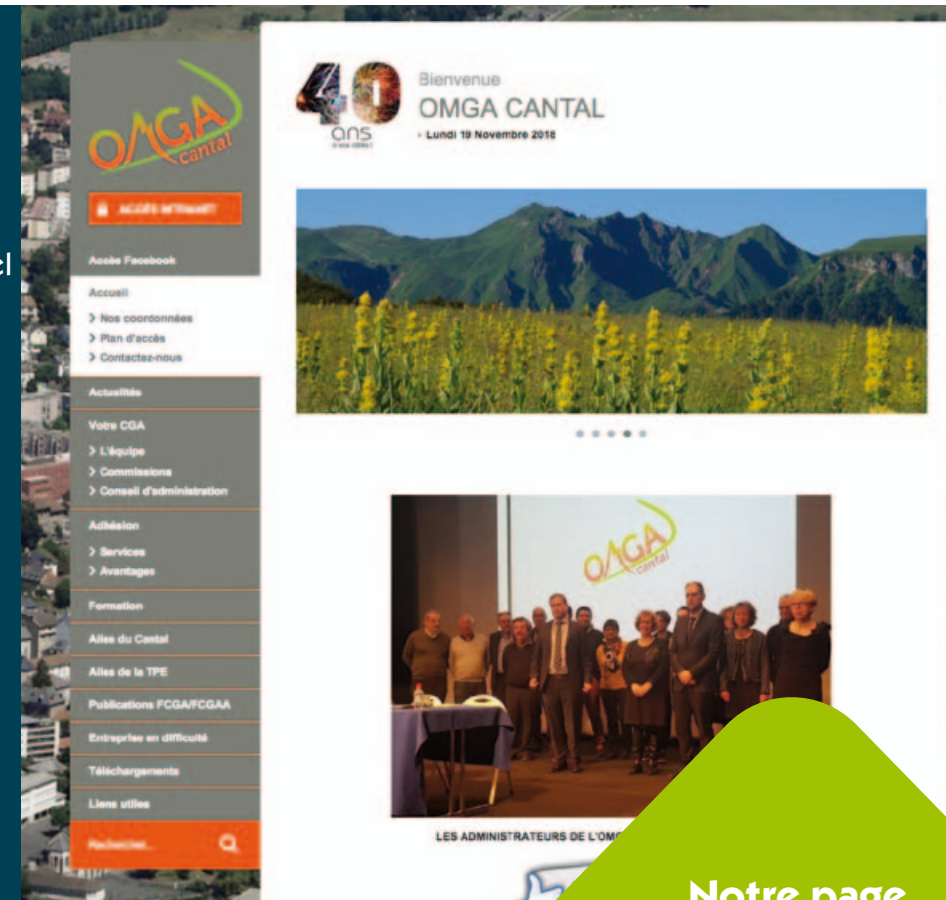 el
OMGA
cantal
ACCÈS INTRANET
Accès Facebook
Accueil
> Nos coordonnées
> Plan d'accès
> Contactez-nous
Actualités
Votre CGA
> L'équipe
> Commissions
> Conseil d'administration
Adhésion
> Services
> Avantages
Formation
Ailes du Cantal
Ailes de la TPE
Publications FCGA/FCGAA
Entreprise en difficulté
Téléchargements
Liens utiles
Rechercher...
40
ans
à vos côtés !
Bienvenue
OMGA CANTAL
Lundi 19 Novembre 2018
OMGA
cantal
LES ADMINISTRATEURS DE L'OMG
Notre page